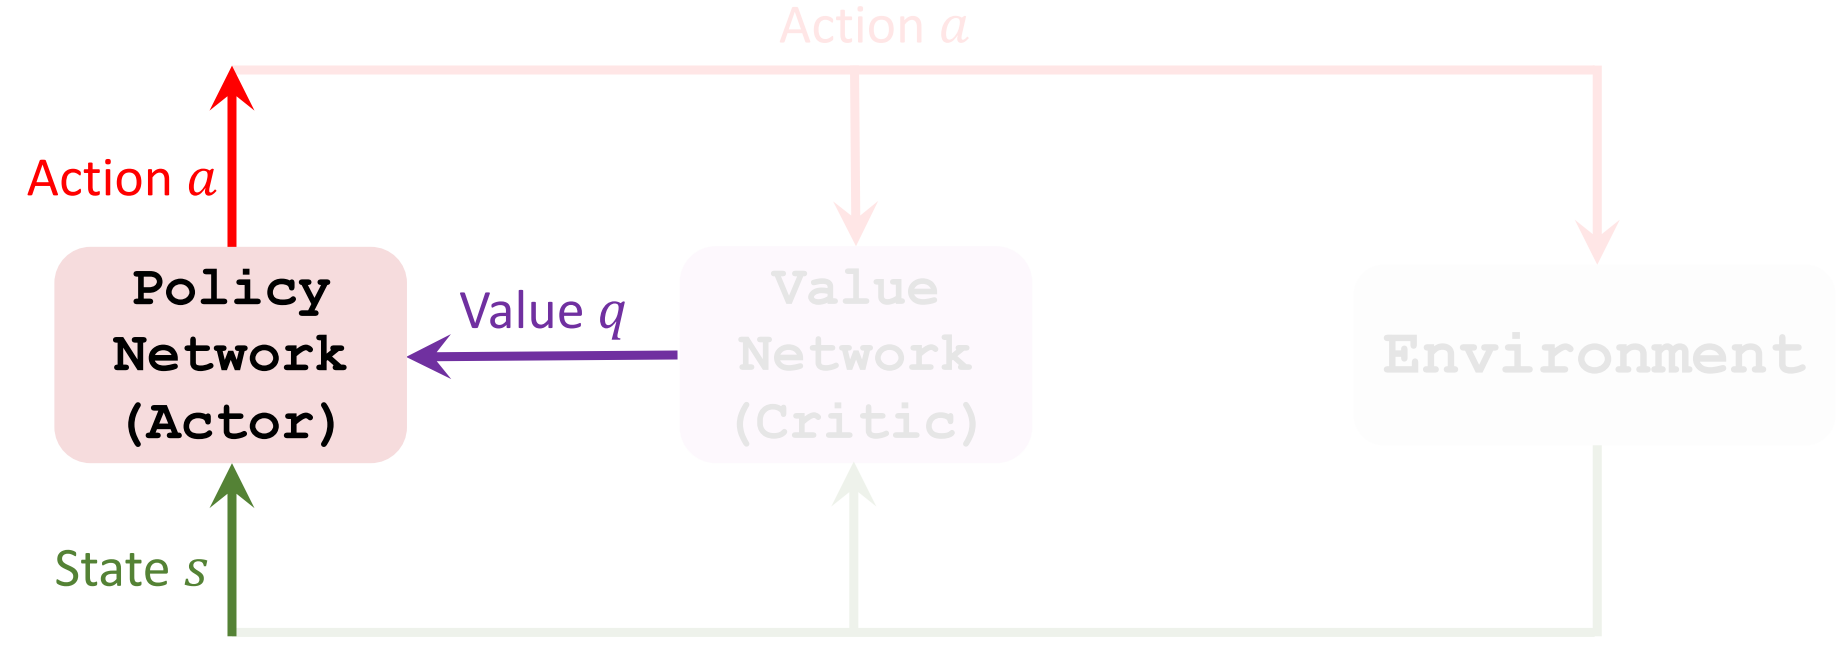 Action a
Action a
Policy
Network
(Actor)
Value q
Value
Network
(Critic)
Environment
State s